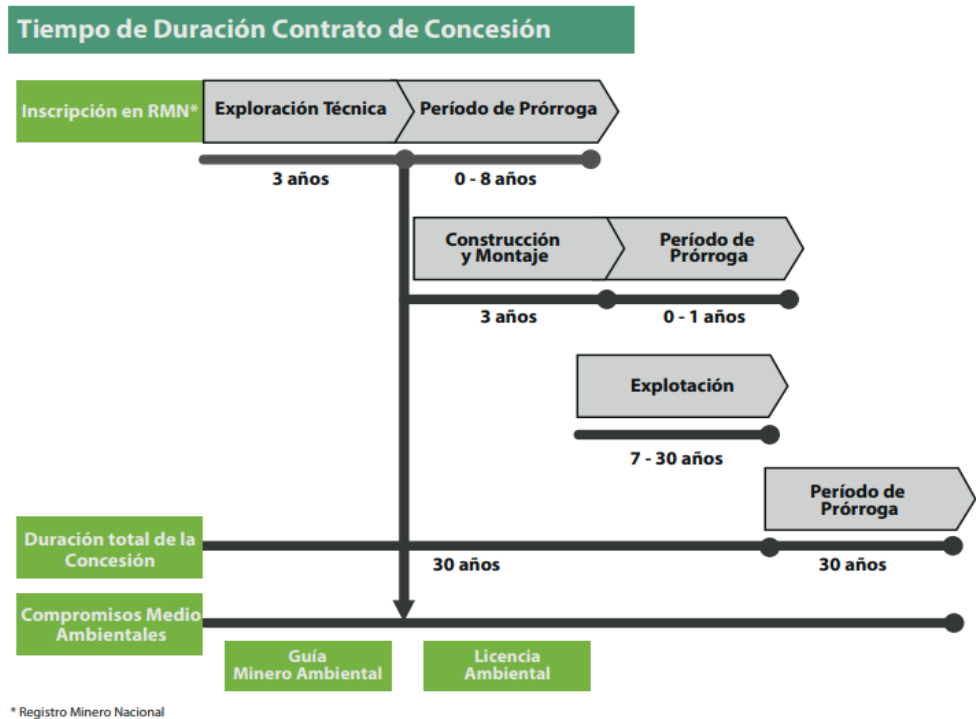 Tiempo de Duración Contrato de Concesión
Inscripción en RMN*
Exploración Técnica
Período de Prórroga
3 años
0 - 8 años
Construcción
y Montaje
Período de
Prórroga
3 años
0 - 1 años
Explotación
7 - 30 años
Período de
Prórroga
Duración total de la
Concesión
30 años
30 años
Compromisos Medio
Ambientales
Guía
Minero Ambiental
Licencia
Ambiental
* Registro Minero Nacional